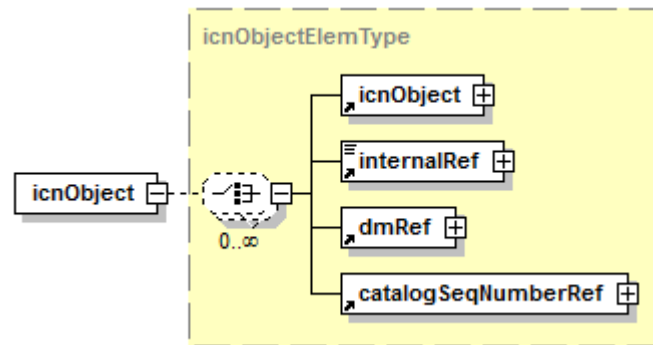 icnObjectElemType
icnObject
internalRef
icnObject
0..∞
dmRef
catalogSeqNumberRef